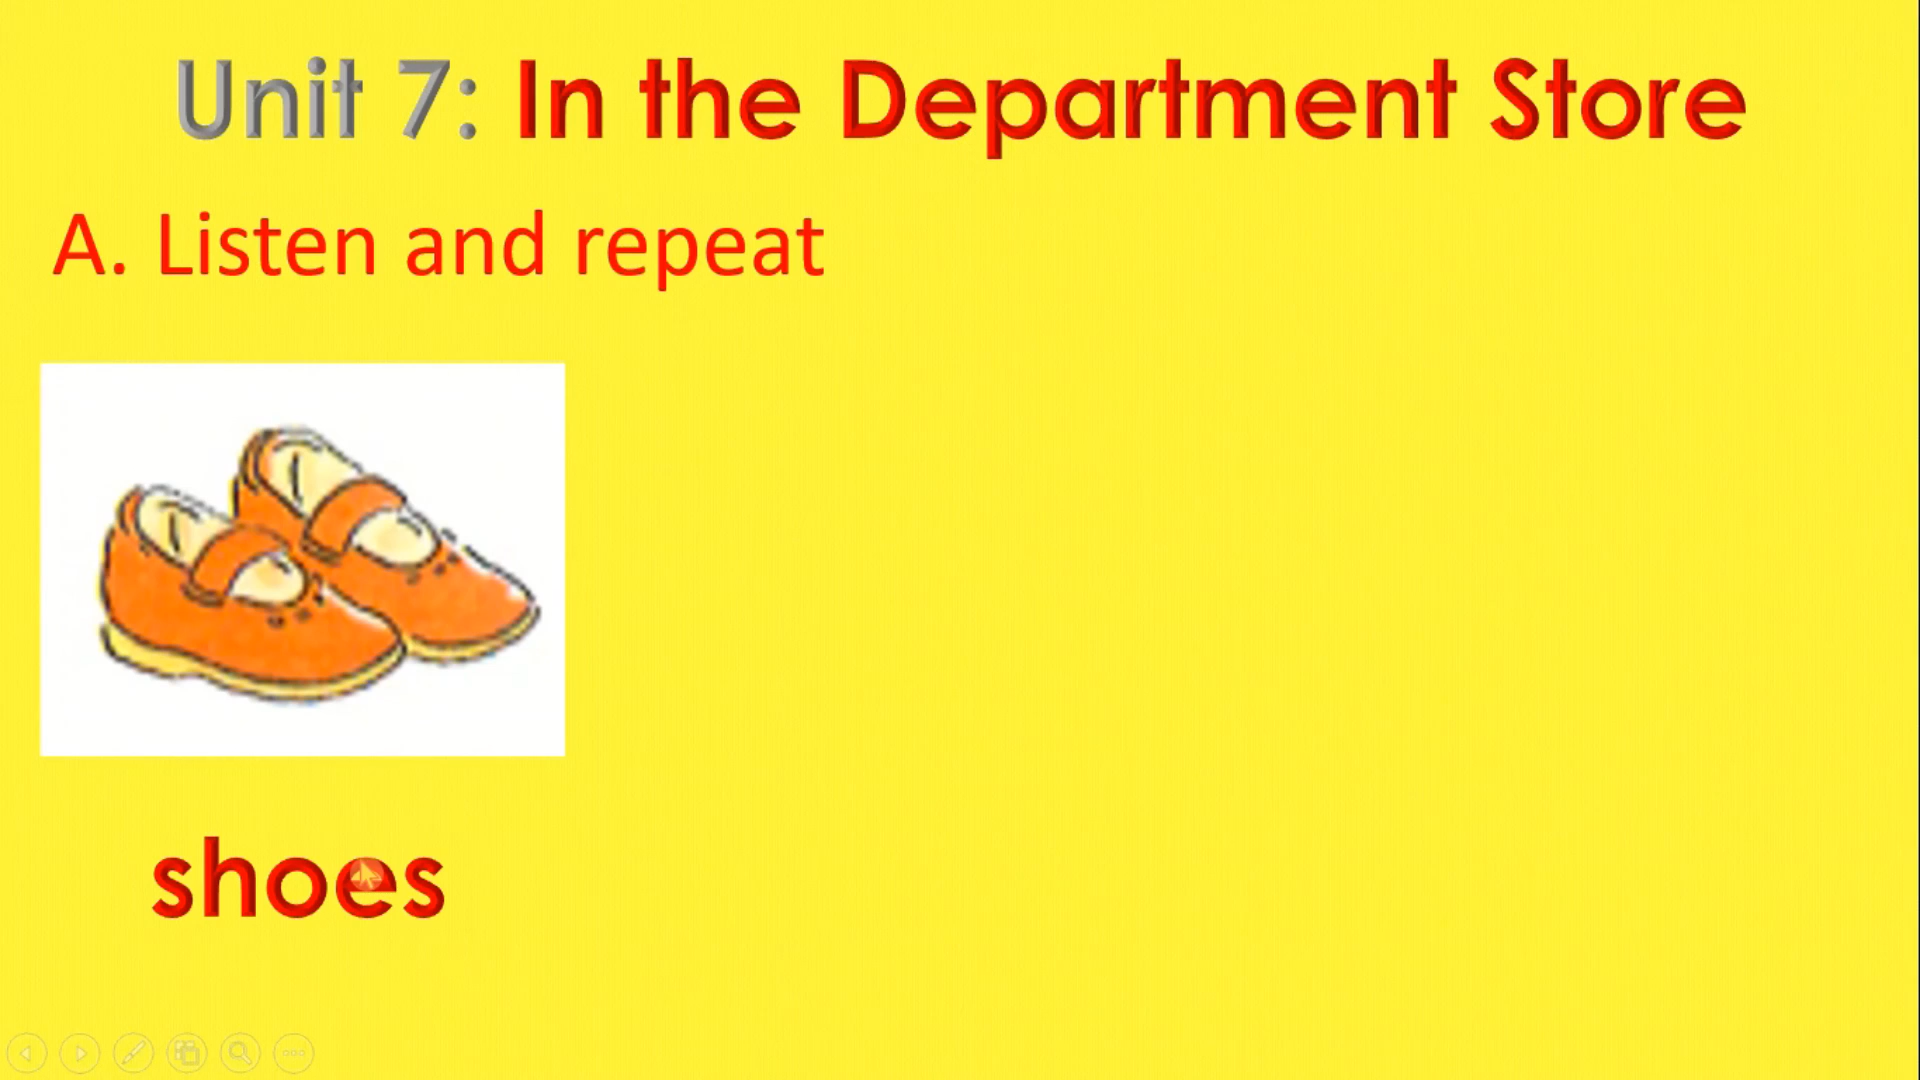 Unit 7: In the Department Store
A. Listen and repeat
shoes